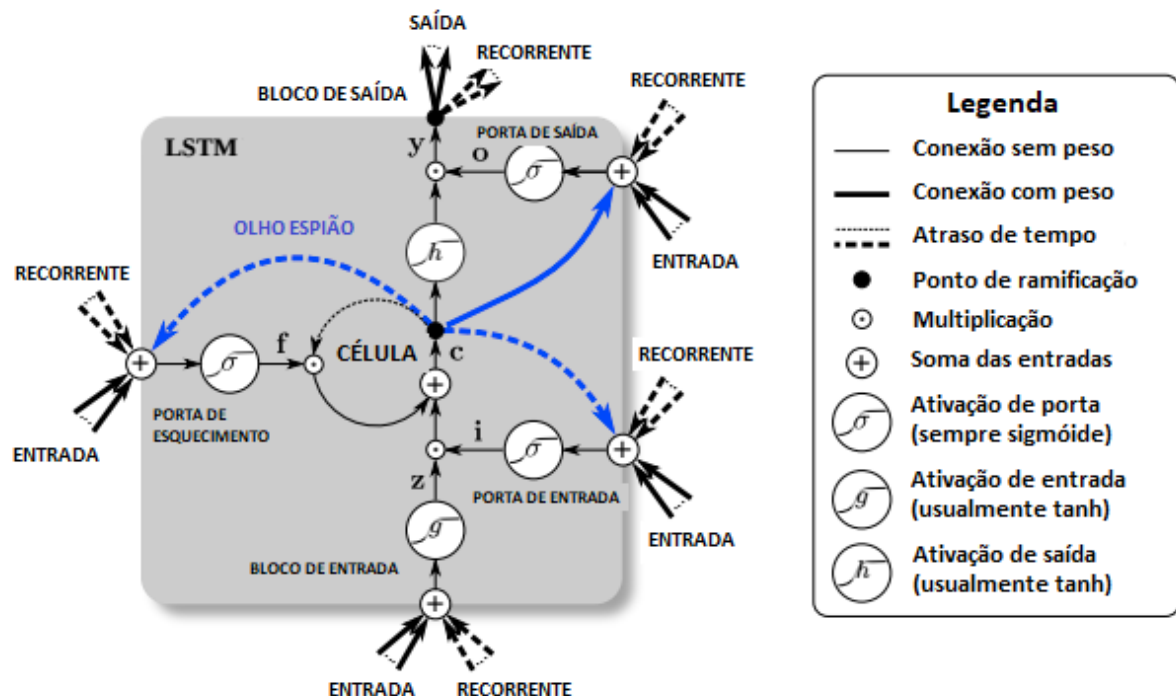 SAÍDA
RECORRENTE
BLOCO DE SAÍDA
RECORRENTE
LSTM
y
PORTA DE SAÍDA
o
σ
OLHO ESPIÃO
h
ENTRADA
RECORRENTE
f
σ
CÉLULA
c
RECORRENTE
PORTA DE
ESQUECIMENTO
ENTRADA
i
σ
z
PORTA DE ENTRADA
g
ENTRADA
BLOCO DE ENTRADA
ENTRADA
RECORRENTE
Legenda
Conexão sem peso
Conexão com peso
Atraso de tempo
Ponto de ramificação
Multiplicação
Soma das entradas
σ
Ativação de porta
(sempre sigmóide)
g
Ativação de entrada
(usualmente tanh)
h
Ativação de saída
(usualmente tanh)